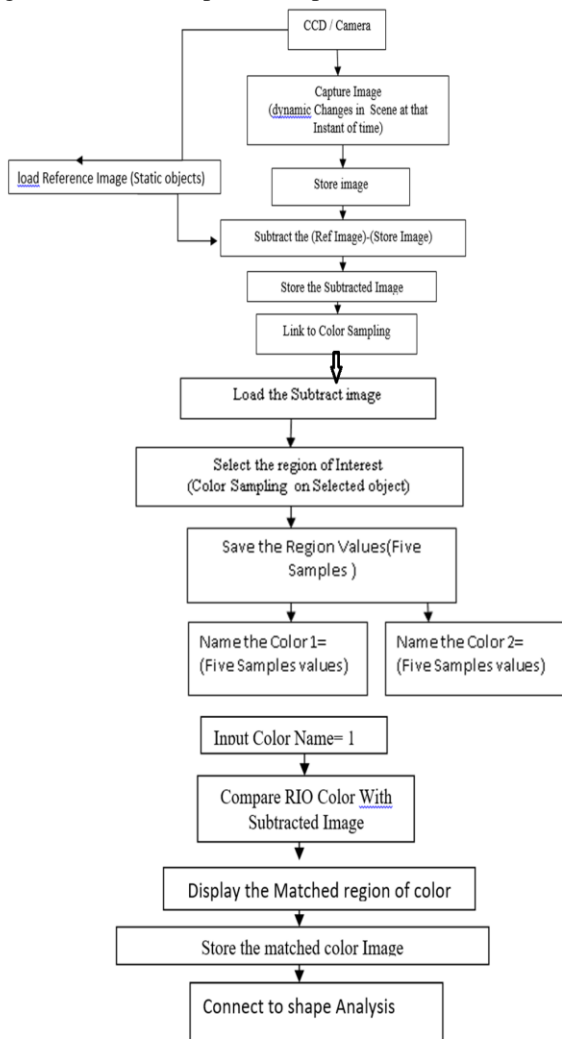 CCD / Camera
Capture Image
(dynamic Changes in Scene at that
Instant of time)
load Reference Image (Static objects)
Store image
Subtract the (Ref Image)-(Store Image)
Store the Subtracted Image
Link to Color Sampling
Load the Subtract image
Select the region of Interest
(Color Sampling on Selected object)
Save the Region Values(Five
Samples )
Name the Color 1=
(Five Samples values)
Name the Color 2=
(Five Samples values)
Input Color Name= 1
Compare RIO Color With
Subtracted Image
Display the Matched region of color
Store the matched color Image
Connect to shape Analysis